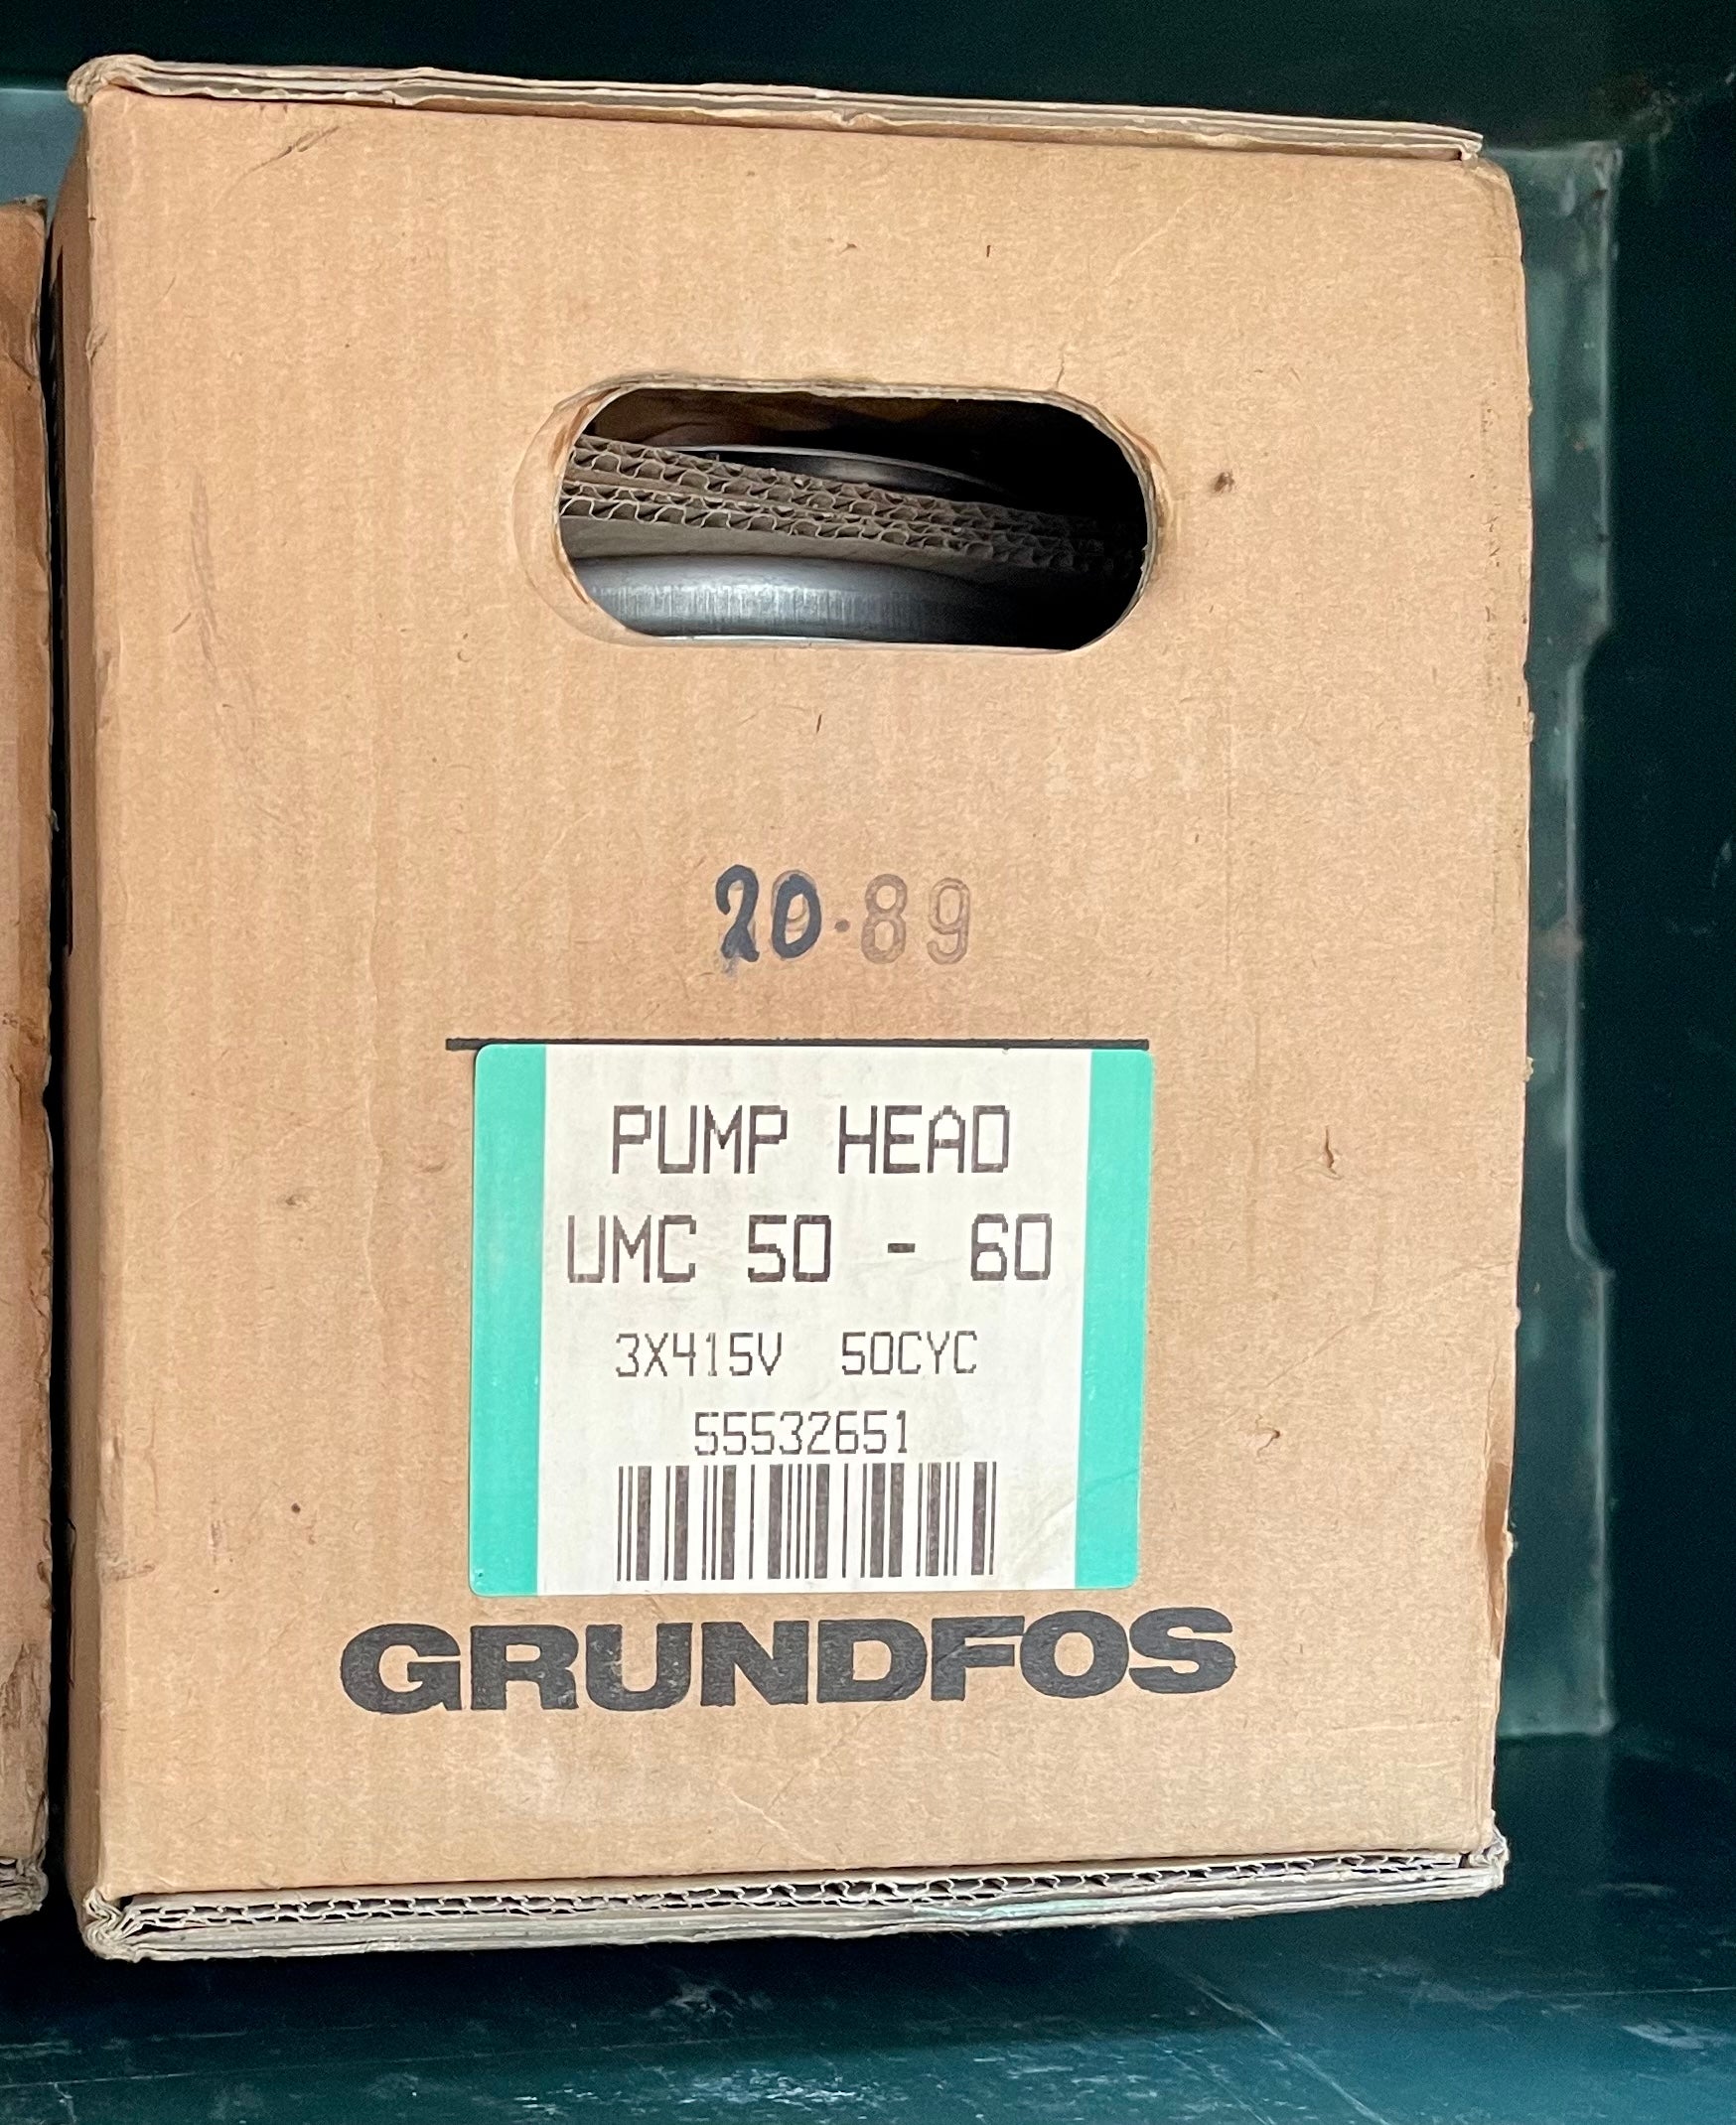 20·89
PUMP HEAD
UMC 50 - 60
3X415V 50CYC
55532651
GRUNDFOS